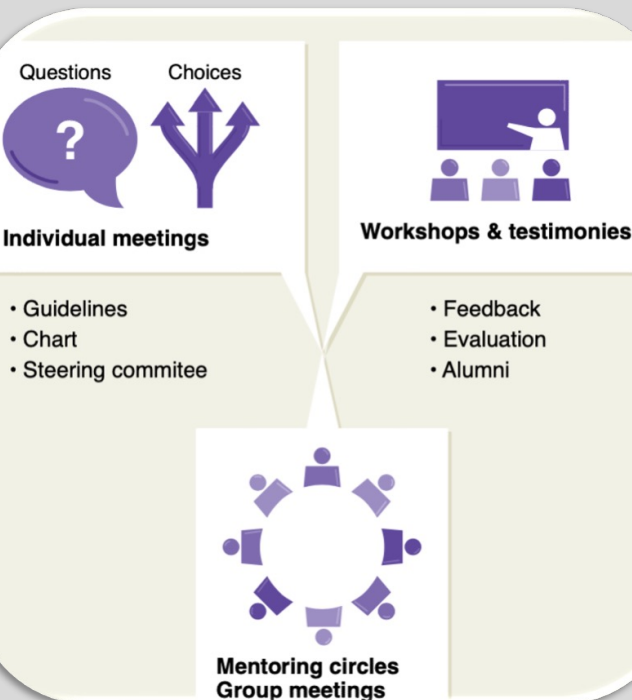 Questions
Choices
?
Individual meetings
Workshops & testimonies
• Guidelines
• Chart
• Steering commitee
• Feedback
• Evaluation
• Alumni
Mentoring circles
Group meetings